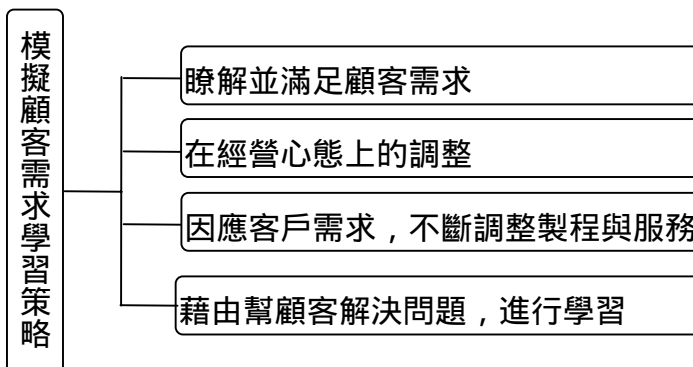 模擬顧客需求學習策略
瞭解並滿足顧客需求
在經營心態上的調整
因應客戶需求，不斷調整製程與服務
藉由幫顧客解決問題，進行學習